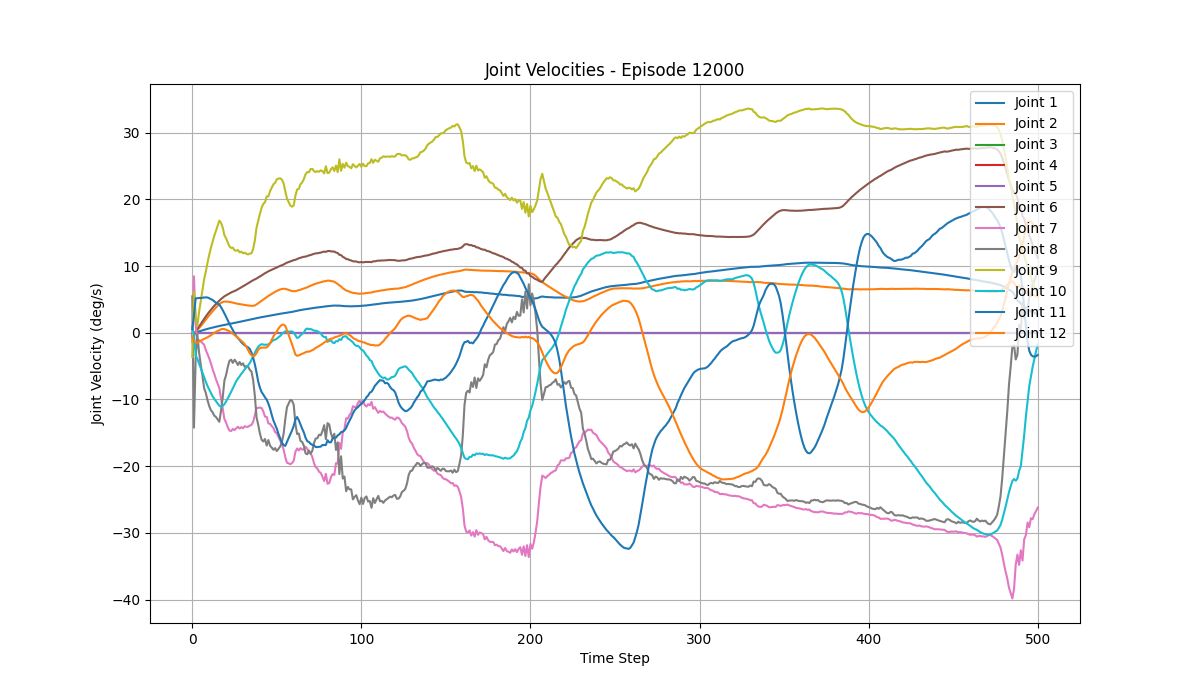 Joint Velocities - Episode 12000
Joint Velocity (deg/s)
30
20
10
0
−10
−20
−30
−40
0
100
200
300
400
500
Time Step
Joint 1
Joint 2
Joint 3
Joint 4
Joint 5
Joint 6
Joint 7
Joint 8
Joint 9
Joint 10
Joint 11
Joint 12